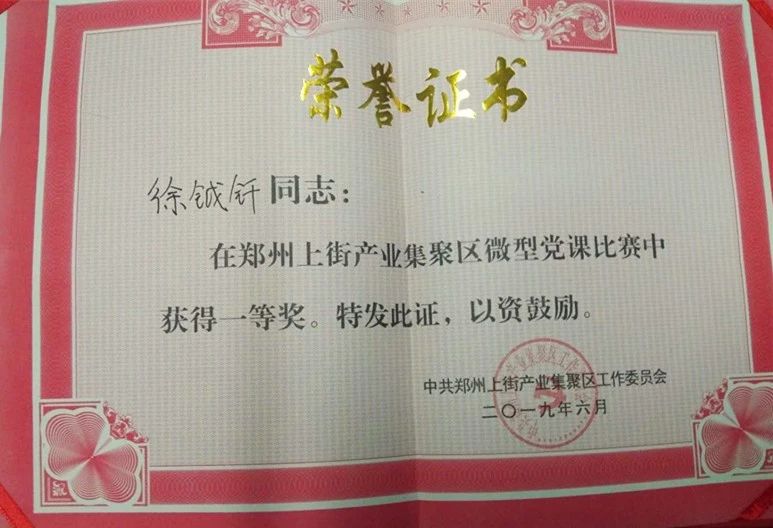 荣誉证书
徐钺钎同志：
在郑州上街产业集聚区微型党课比赛中
获得一等奖。特发此证，以资鼓励。
中共郑州上街产业集聚区工作委员会
二〇一九年六月